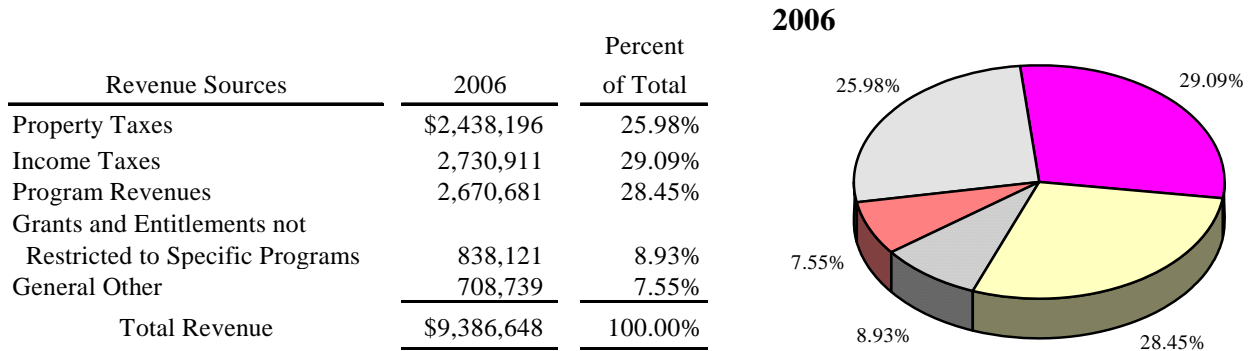 2006
Percent
Revenue Sources 2006 of Total
Property Taxes $2,438,196 25.98%
Income Taxes 2,730,911 29.09%
Program Revenues 2,670,681 28.45%
Grants and Entitlements not
Restricted to Specific Programs 838,121 8.93%
General Other 708,739 7.55%
Total Revenue $9,386,648 100.00%
25.98%
29.09%
7.55%
8.93%
28.45%